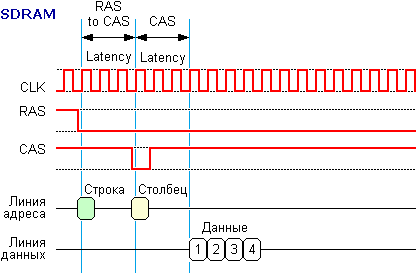 SDRAM
RAS
to CAS
CAS
Latency
Latency
CLK
RAS
CAS
Строка
Столбец
Линия
адреса
Данные
Линия
данных
1 2 3 4